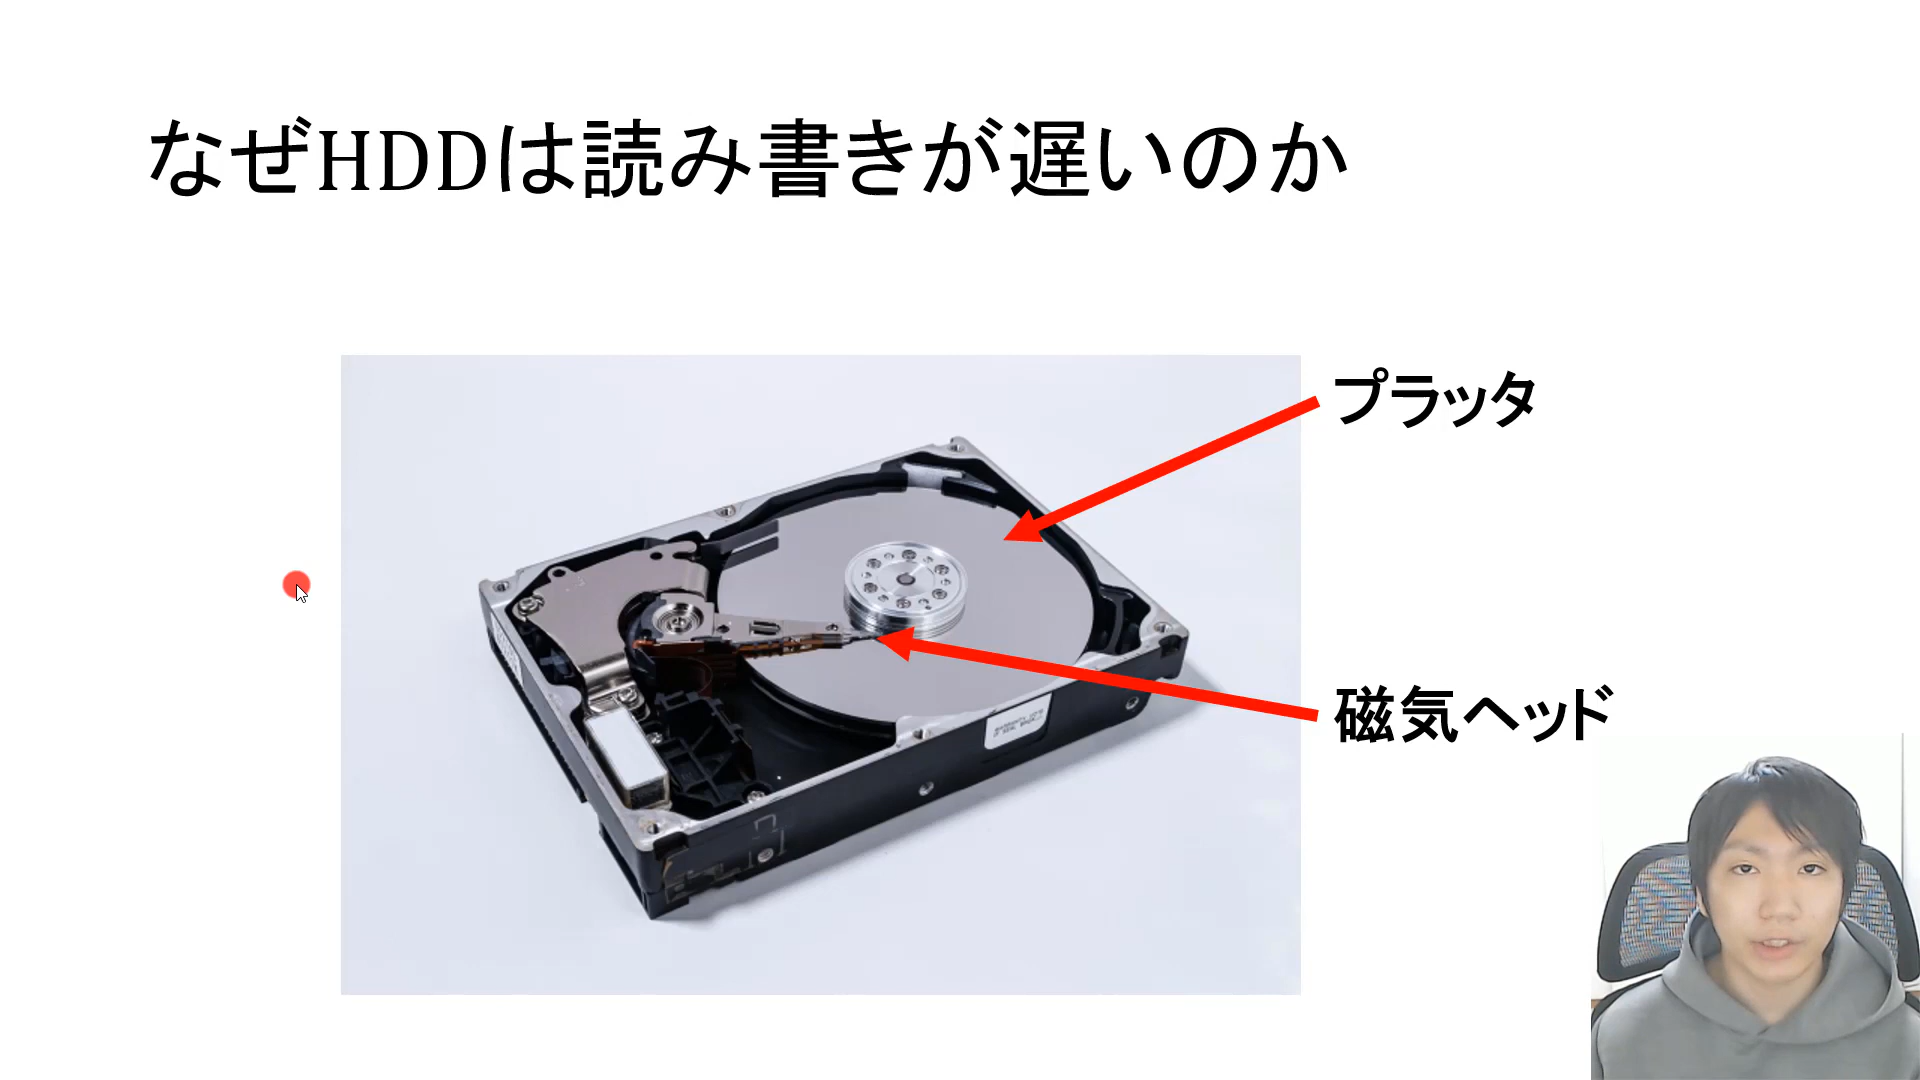 なぜHDDは読み書きが遅いのか
プラッタ
磁気ヘッド